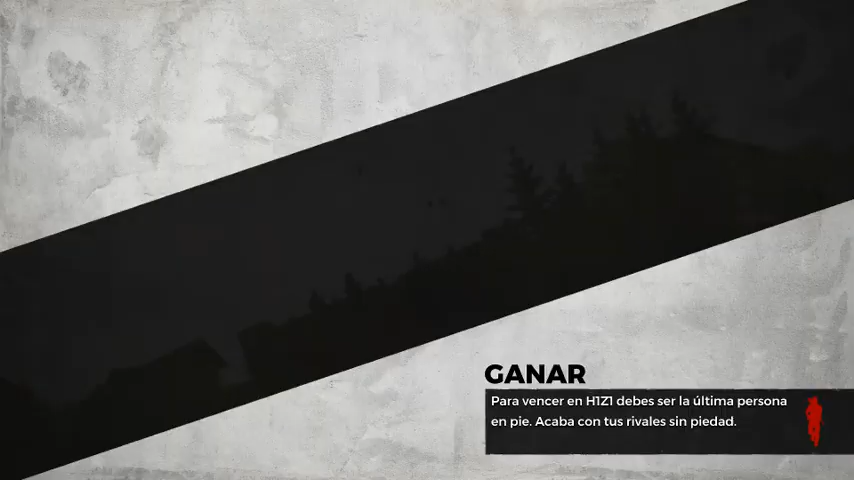 GANAR
Para vencer en H1Z1 debes ser la última persona
en pie. Acaba con tus rivales sin piedad.